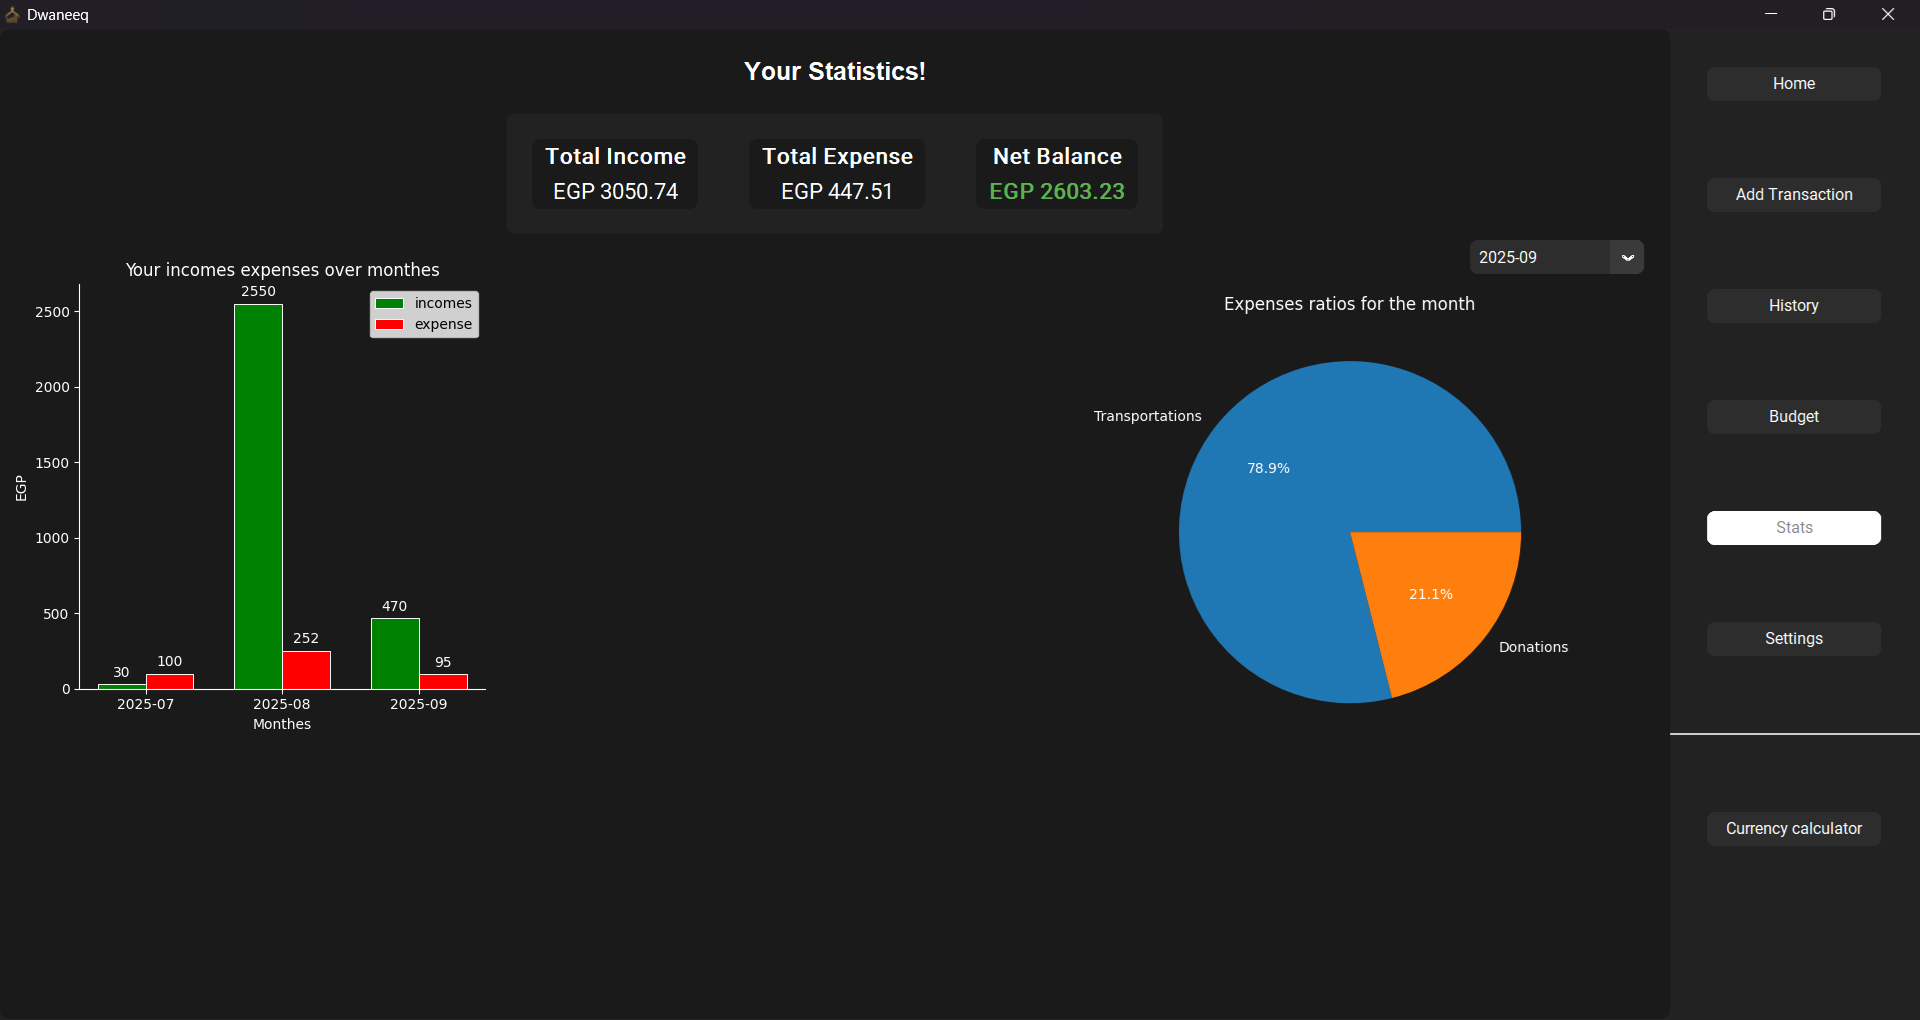 Dwaneeq
Your Statistics!
Total Income
EGP 3050.74
Total Expense
EGP 447.51
Net Balance
EGP 2603.23
2025-09
Your incomes expenses over monthes
incomes
expense
2550
470
252
30
100
95
2500
2000
1500
1000
500
0
EGP
2025-07
2025-08
2025-09
Monthes
Expenses ratios for the month
Transportations
78.9%
21.1%
Donations
Home
Add Transaction
History
Budget
Stats
Settings
Currency calculator